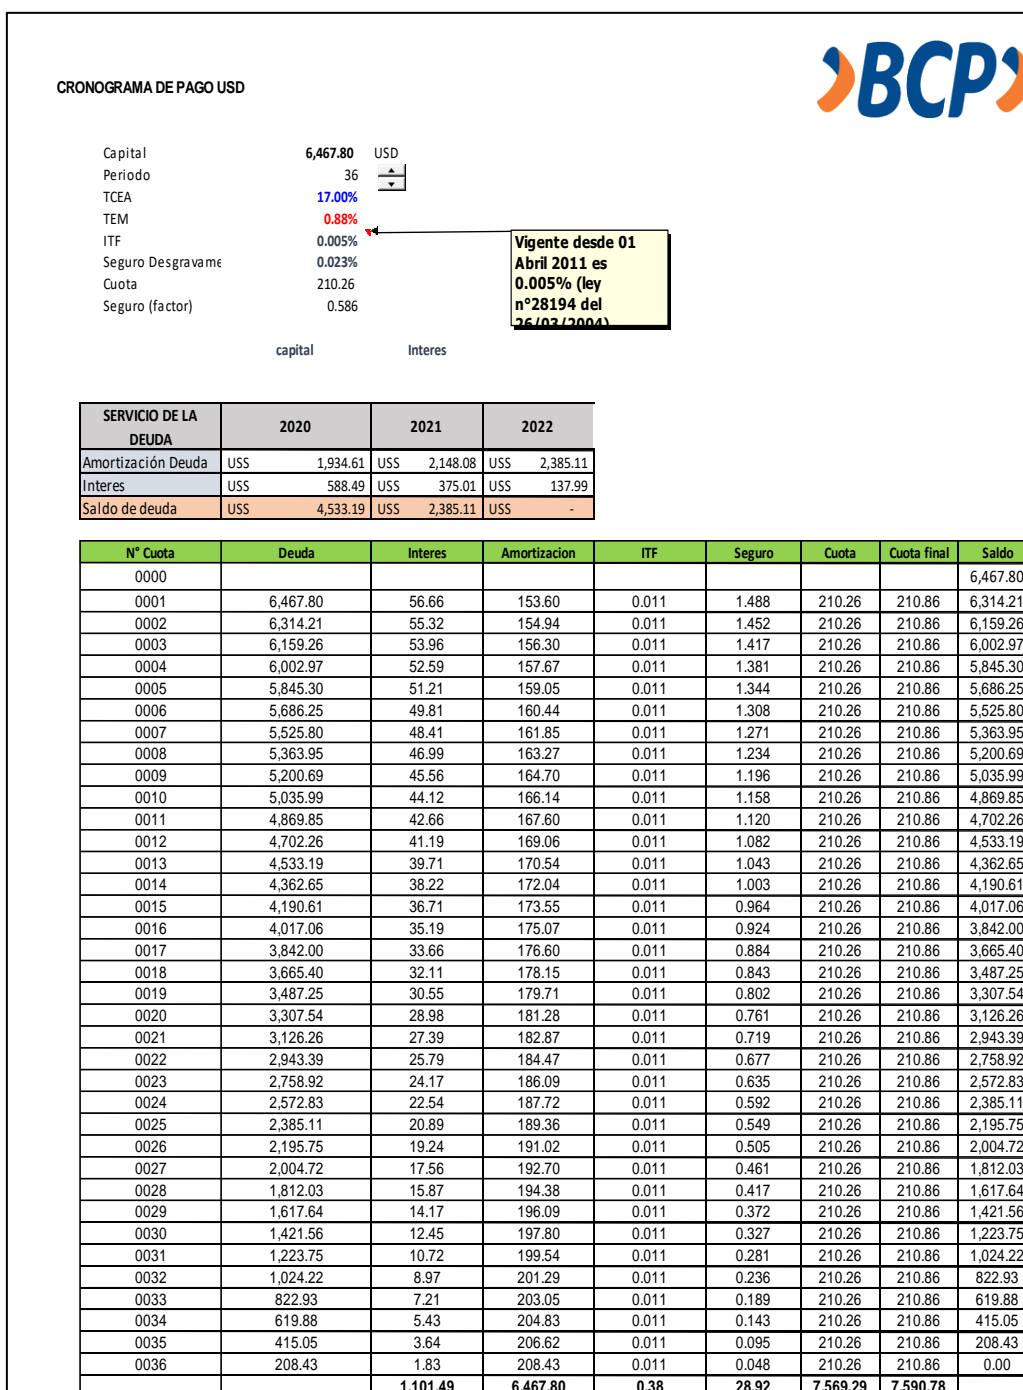 BCP
CRONOGRAMA DE PAGO USD
Capital 6,467.80 USD
Periodo 36
TCEA 17.00%
TEM 0.88%
ITF 0.005%
Seguro Desgravame 0.023%
Cuota 210.26
Seguro (factor) 0.586
Vigente desde 01
Abril 2011 es
0.005% (ley
n°28194 del
26/03/2004)
capital Interes
SERVICIO DE LA
DEUDA 2020 2021 2022
Amortización Deuda US$ 1,934.61 US$ 2,148.08 US$ 2,385.11
Interes US$ 588.49 US$ 375.01 US$ 137.99
Saldo de deuda US$ 4,533.19 US$ 2,385.11 US$ -
N° Cuota Deuda Interes Amortizacion ITF Seguro Cuota Cuota final Saldo
0000 6,467.80
0001 6,467.80 56.66 153.60 0.011 1.488 210.26 210.86 6,314.21
0002 6,314.21 55.32 154.94 0.011 1.452 210.26 210.86 6,159.26
0003 6,159.26 53.96 156.30 0.011 1.417 210.26 210.86 6,002.97
0004 6,002.97 52.59 157.67 0.011 1.381 210.26 210.86 5,845.30
0005 5,845.30 51.21 159.05 0.011 1.344 210.26 210.86 5,686.25
0006 5,686.25 49.81 160.44 0.011 1.308 210.26 210.86 5,525.80
0007 5,525.80 48.41 161.85 0.011 1.271 210.26 210.86 5,363.95
0008 5,363.95 46.99 163.27 0.011 1.234 210.26 210.86 5,200.69
0009 5,200.69 45.56 164.70 0.011 1.196 210.26 210.86 5,035.99
0010 5,035.99 44.12 166.14 0.011 1.158 210.26 210.86 4,869.85
0011 4,869.85 42.66 167.60 0.011 1.120 210.26 210.86 4,702.26
0012 4,702.26 41.19 169.06 0.011 1.082 210.26 210.86 4,533.19
0013 4,533.19 39.71 170.54 0.011 1.043 210.26 210.86 4,362.65
0014 4,362.65 38.22 172.04 0.011 1.003 210.26 210.86 4,190.61
0015 4,190.61 36.71 173.55 0.011 0.964 210.26 210.86 4,017.06
0016 4,017.06 35.19 175.07 0.011 0.924 210.26 210.86 3,842.00
0017 3,842.00 33.66 176.60 0.011 0.884 210.26 210.86 3,665.40
0018 3,665.40 32.11 178.15 0.011 0.843 210.26 210.86 3,487.25
0019 3,487.25 30.55 179.71 0.011 0.802 210.26 210.86 3,307.54
0020 3,307.54 28.98 181.28 0.011 0.761 210.26 210.86 3,126.26
0021 3,126.26 27.39 182.87 0.011 0.719 210.26 210.86 2,943.39
0022 2,943.39 25.79 184.47 0.011 0.677 210.26 210.86 2,758.92
0023 2,758.92 24.17 186.09 0.011 0.635 210.26 210.86 2,572.83
0024 2,572.83 22.54 187.72 0.011 0.592 210.26 210.86 2,385.11
0025 2,385.11 20.89 189.36 0.011 0.549 210.26 210.86 2,195.75
0026 2,195.75 19.24 191.02 0.011 0.505 210.26 210.86 2,004.72
0027 2,004.72 17.56 192.70 0.011 0.461 210.26 210.86 1,812.03
0028 1,812.03 15.87 194.38 0.011 0.417 210.26 210.86 1,617.64
0029 1,617.64 14.17 196.09 0.011 0.372 210.26 210.86 1,421.56
0030 1,421.56 12.45 197.80 0.011 0.327 210.26 210.86 1,223.75
0031 1,223.75 10.72 199.54 0.011 0.281 210.26 210.86 1,024.22
0032 1,024.22 8.97 201.29 0.011 0.236 210.26 210.86 822.93
0033 822.93 7.21 203.05 0.011 0.189 210.26 210.86 619.88
0034 619.88 5.43 204.83 0.011 0.143 210.26 210.86 415.05
0035 415.05 3.64 206.62 0.011 0.095 210.26 210.86 208.43
0036 208.43 1.83 208.43 0.011 0.048 210.26 210.86 0.00
1,101.49 6,467.80 0.38 28.92 7,569.29 7,590.78